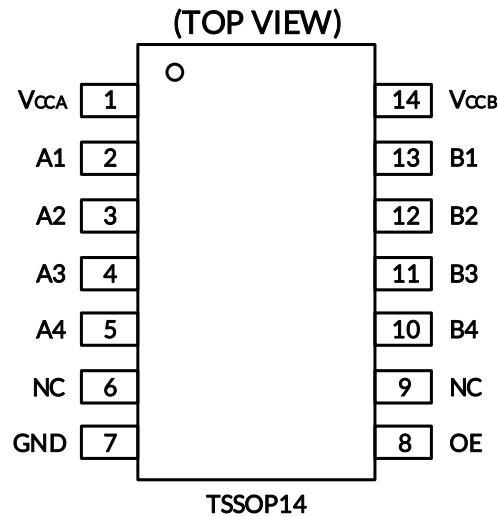 (TOP VIEW)
VCCA 1 14 VCCB
A1 2 13 B1
A2 3 12 B2
A3 4 11 B3
A4 5 10 B4
NC 6 9 NC
GND 7 8 OE
TSSOP14